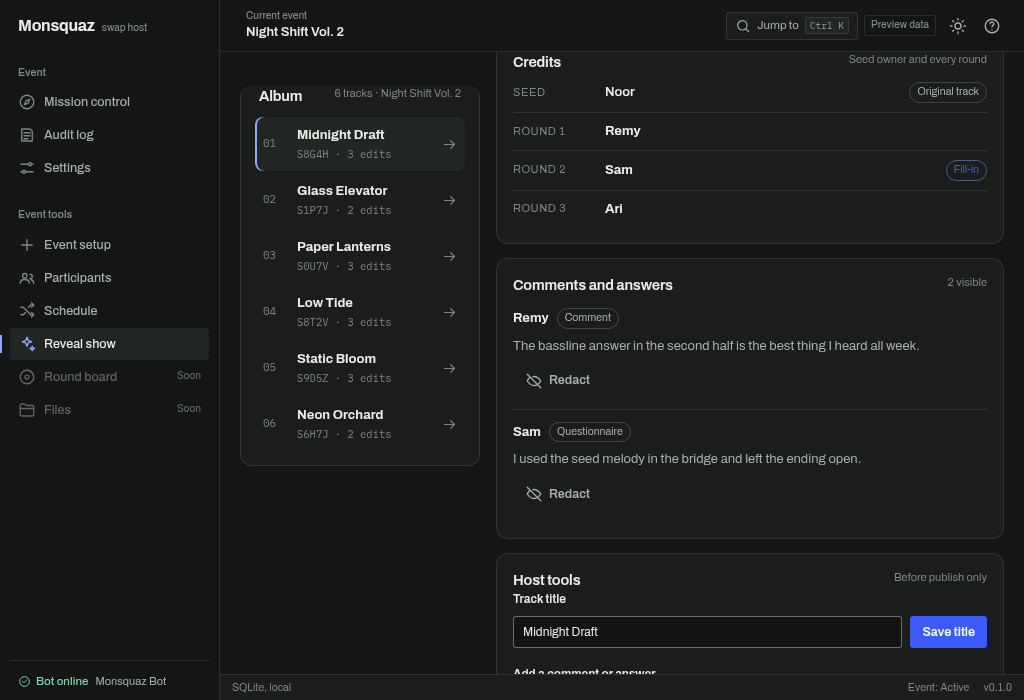 Monsquaz swap host
Event
Mission control
Audit log
Settings
Event tools
Event setup
Participants
Schedule
Reveal show
Round board Soon
Files Soon
Bot online Monsquaz Bot
Current event
Night Shift Vol. 2
Jump to Ctrl K
Preview data
Album 6 tracks · Night Shift Vol. 2
01 Midnight Draft
S8G4H · 3 edits
02 Glass Elevator
S1P7J · 2 edits
03 Paper Lanterns
S0U7V · 3 edits
04 Low Tide
S8T2V · 3 edits
05 Static Bloom
S9D5Z · 3 edits
06 Neon Orchard
S6H7J · 2 edits
Credits Seed owner and every round
SEED Noor Original track
ROUND 1 Remy
ROUND 2 Sam Fill-in
ROUND 3 Ari
Comments and answers 2 visible
Remy Comment
The bassline answer in the second half is the best thing I heard all week.
Redact
Sam Questionnaire
I used the seed melody in the bridge and left the ending open.
Redact
Host tools Before publish only
Track title
Midnight Draft Save title
Add a comment or answer
SQLite, local
Event: Active v0.1.0